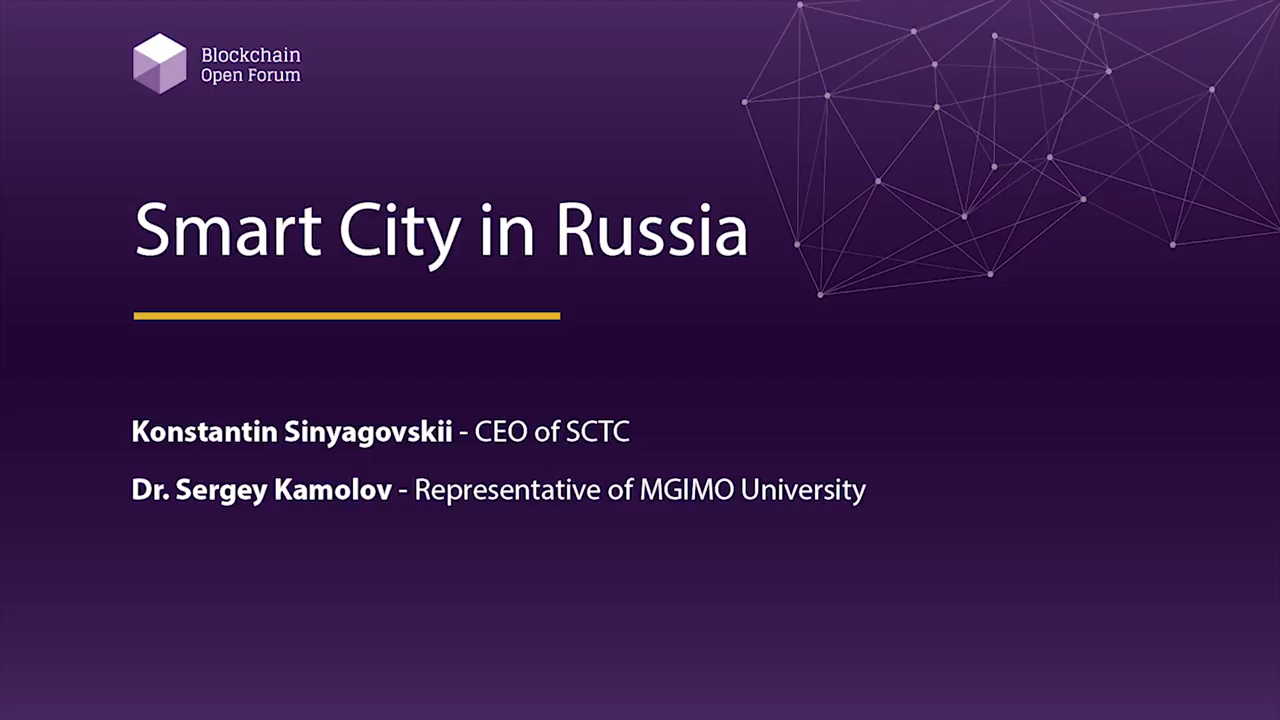 Blockchain
Open Forum
Smart City in Russia
Konstantin Sinyagovskii - CEO of SCTC
Dr. Sergey Kamolov - Representative of MGIMO University